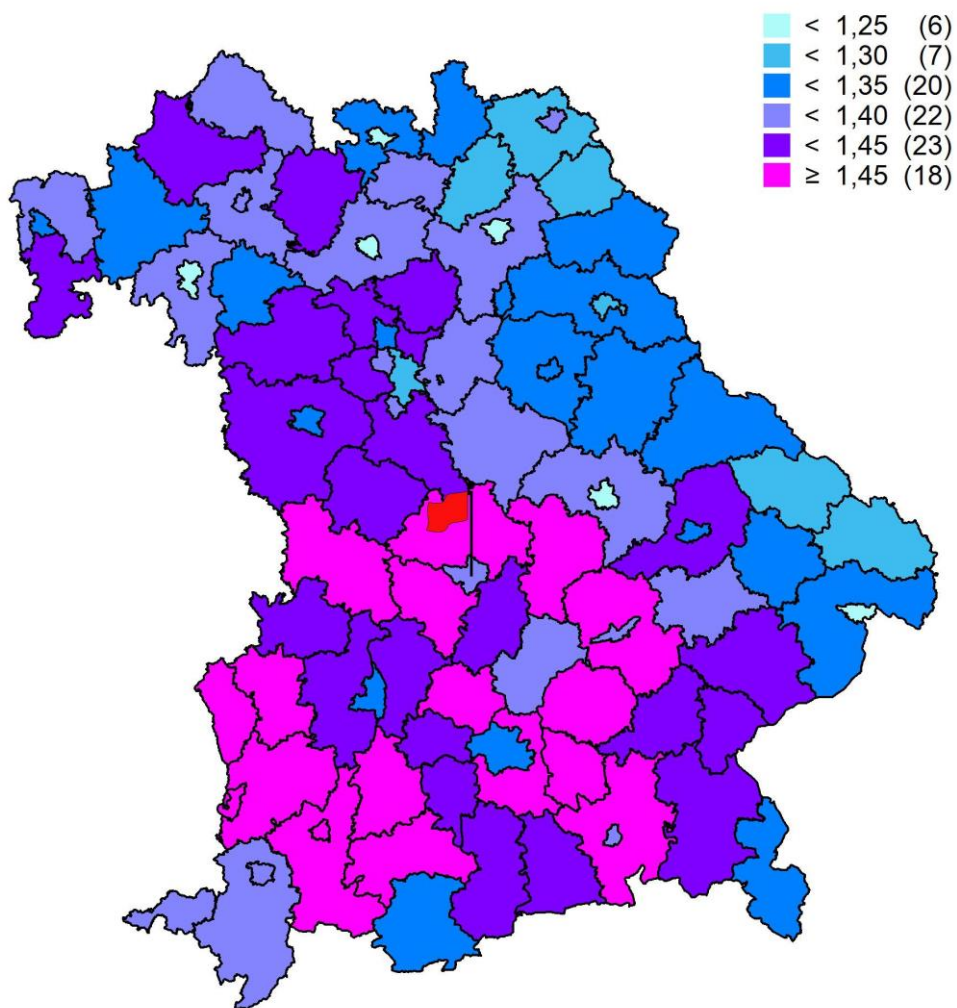 < 1,25 (6)
< 1,30 (7)
< 1,35 (20)
< 1,40 (22)
< 1,45 (23)
≥ 1,45 (18)